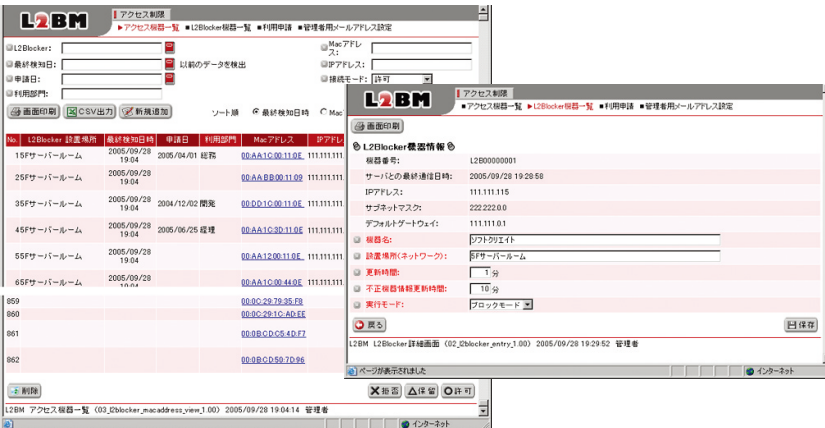 L2BM
アクセス制限
▶アクセス機器一覧 ■L2Blocker機器一覧 ■利用申請 ■管理者用メールアドレス設定
L2Blocker:
Macアドレス:
最終検知日: 以前のデータを検出
IPアドレス:
申請日:
接続モード: 許可
利用部門:
画面印刷 CSV出力 新規追加 ソート順 最終検知日時 Mac
No. L2Blocker 設置場所 最終検知日時 申請日 利用部門 Macアドレス IPアドレ
1 5Fサーバールーム 2005/09/28 19:04 2005/04/01 総務 00:AA:1C:00:11:0E 111.111.111.
2 5Fサーバールーム 2005/09/28 19:04 00:AA:BB:00:11:09 111.111.111.
3 5Fサーバールーム 2005/09/28 19:04 2004/12/02 開発 00:DD:1C:00:11:0E 111.111.111.
4 5Fサーバールーム 2005/09/28 19:04 2005/06/25 経理 00:AA:1C:3D:11:0E 111.111.111.
5 5Fサーバールーム 2005/09/28 19:04 00:AA:12:00:11:0E 111.111.111.
6 5Fサーバールーム 2005/09/28 19:04 00:AA:1C:00:44:0E 111.111.111.
859 00:0C:29:79:35:F8
860 00:0C:29:1C:AD:EE
861 00:0B:CD:C5:4D:F7
862 00:0B:CD:50:7D:96
削除 拒否 保留 許可
L2BM アクセス機器一覧 (03_l2blocker_macaddress_view_1.00) 2005/09/28 19:04:14 管理者
インターネット
L2BM
アクセス制限
■アクセス機器一覧 ▶L2Blocker機器一覧 ■利用申請 ■管理者用メールアドレス設定
画面印刷
L2Blocker機器情報
機器番号: L2B00000001
サーバとの最終通信日時: 2005/09/28 19:28:58
IPアドレス: 111.111.115
サブネットマスク: 222.222.0.0
デフォルトゲートウェイ: 111.111.0.1
機器名: ソフトクリエイト
設置場所(ネットワーク): 5Fサーバールーム
更新時間: 1 分
不正機器情報更新時間: 10 分
実行モード: ブロックモード
戻る 保存
L2BM L2Blocker詳細画面 (02_l2blocker_entry_1.00) 2005/09/28 19:29:52 管理者
ページが表示されました インターネット